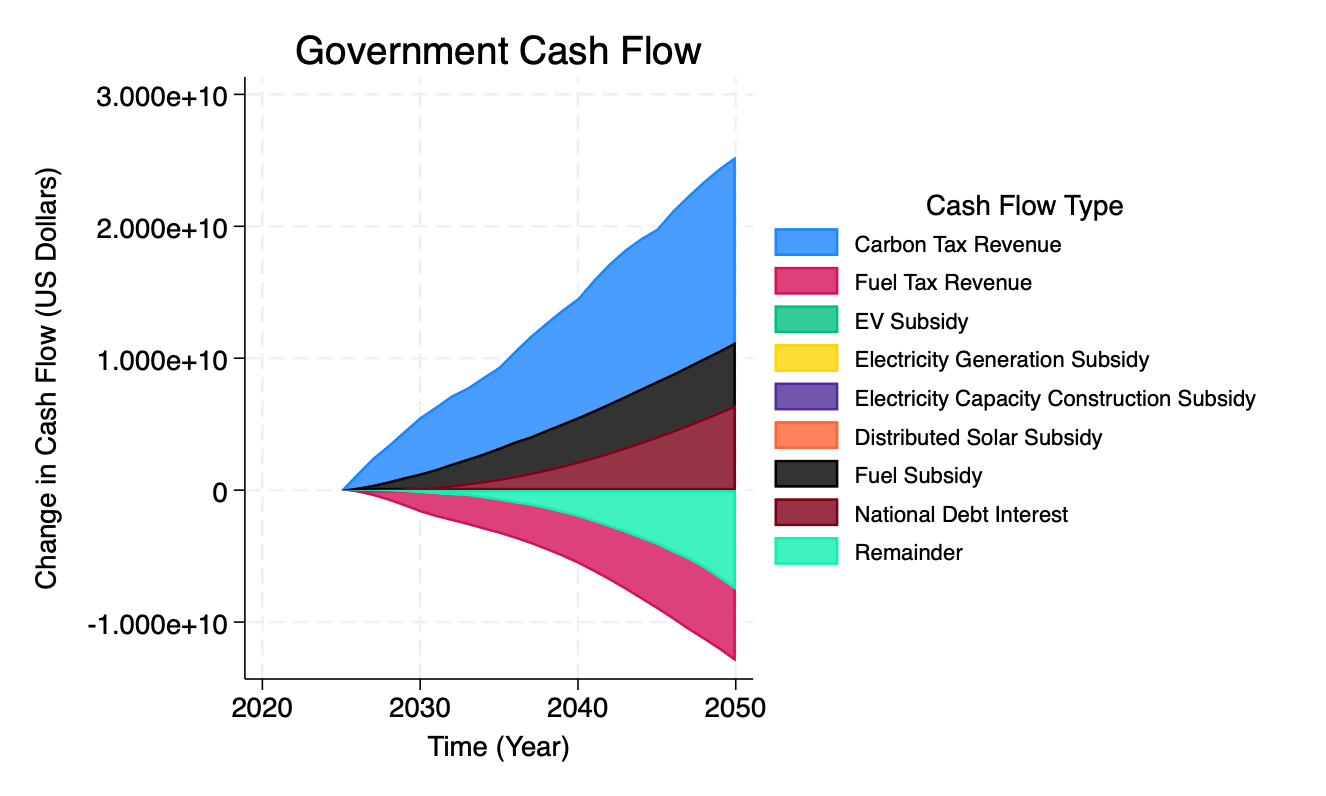 Government Cash Flow
3.000e+10
2.000e+10
1.000e+10
0
-1.000e+10
Change in Cash Flow (US Dollars)
2020
2030
2040
2050
Time (Year)
Cash Flow Type
Carbon Tax Revenue
Fuel Tax Revenue
EV Subsidy
Electricity Generation Subsidy
Electricity Capacity Construction Subsidy
Distributed Solar Subsidy
Fuel Subsidy
National Debt Interest
Remainder